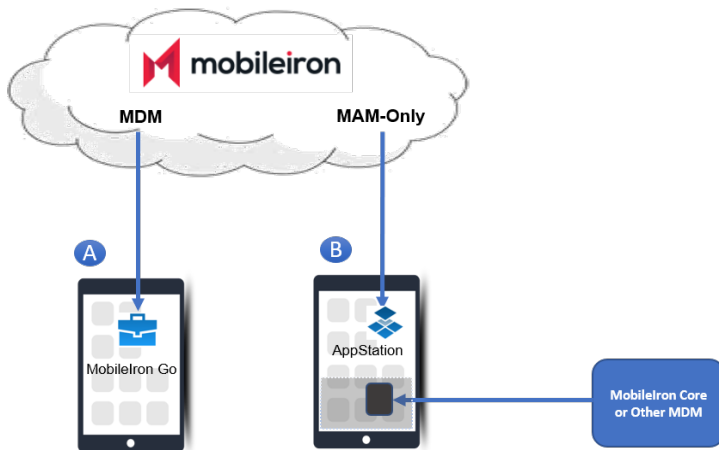 mobileiron
MDM
MAM-Only
A
B
MobileIron Go
AppStation
MobileIron Core
or Other MDM